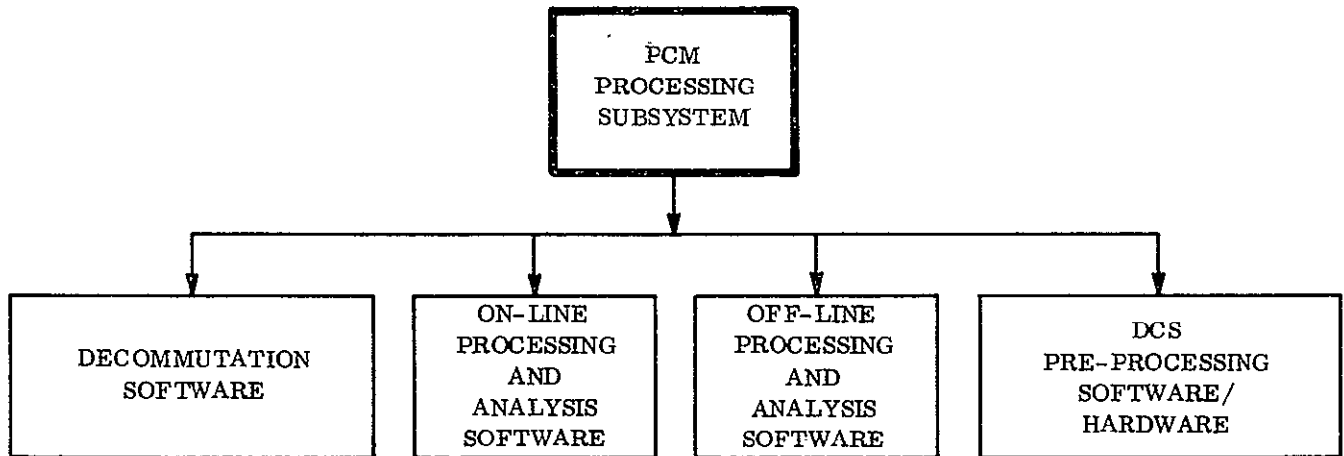 PCM
PROCESSING
SUBSYSTEM
DECOMMUTATION
SOFTWARE
ON-LINE
PROCESSING
AND
ANALYSIS
SOFTWARE
OFF-LINE
PROCESSING
AND
ANALYSIS
SOFTWARE
DCS
PRE-PROCESSING
SOFTWARE/
HARDWARE